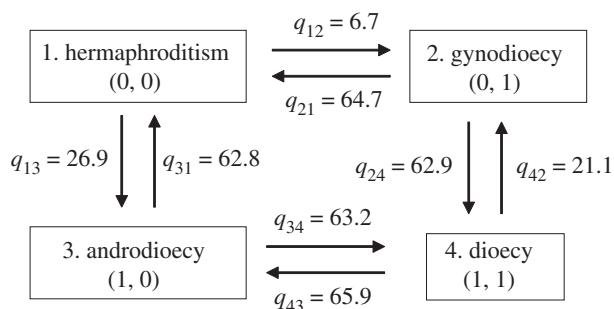 q12 = 6.7
1. hermaphroditism
(0, 0)
2. gynodioecy
(0, 1)
q21 = 64.7
q13 = 26.9
q31 = 62.8
q24 = 62.9
q42 = 21.1
q34 = 63.2
3. androdioecy
(1, 0)
4. dioecy
(1, 1)
q43 = 65.9